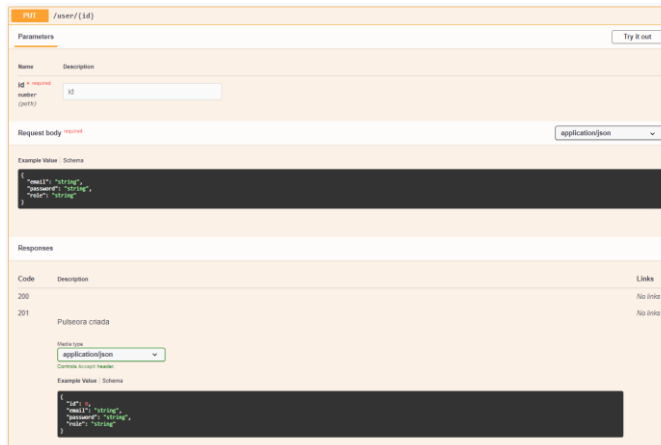 PUT /user/{id}
Parameters
Try it out
Name Description
id * required
number
(path)
id
Request body required
application/json
Example Value | Schema
{
"email": "string",
"password": "string",
"role": "string"
}
Responses
Code Description Links
200 No links
201 No links
Pulseora criada
Media type
application/json
Controls Accept header.
Example Value | Schema
{
"id": 0,
"email": "string",
"password": "string",
"role": "string"
}